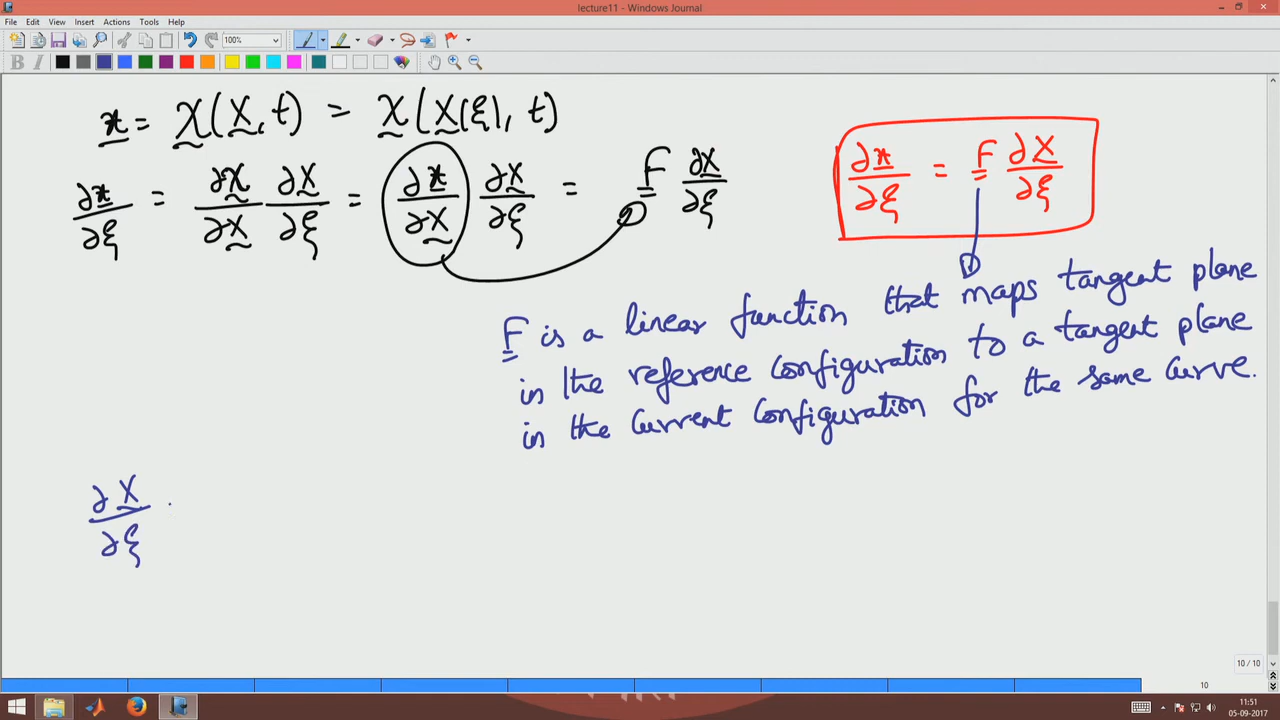 lecture11 - Windows Journal
File Edit View Insert Actions Tools Help
100%
B I
x = χ(X, t) = χ(X(ξ), t)
∂x/∂ξ = ∂χ/∂X ∂X/∂ξ = ∂x/∂X ∂X/∂ξ = F ∂X/∂ξ
∂x/∂ξ = F ∂X/∂ξ
F is a linear function that maps tangent plane
in the reference configuration to a tangent plane
in the current configuration for the same curve.
∂X/∂ξ
10 / 10
10
11:51
05-09-2017